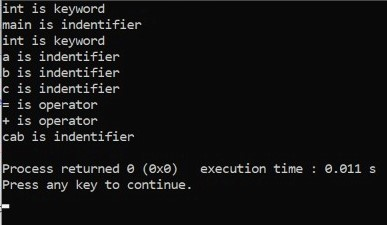 int is keyword
main is indentifier
int is keyword
a is indentifier
b is indentifier
c is indentifier
= is operator
+ is operator
cab is indentifier
Process returned 0 (0x0)   execution time : 0.011 s
Press any key to continue.